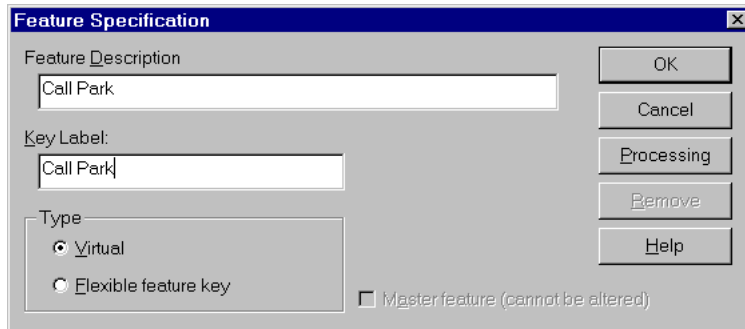 Feature Specification
Feature Description
Call Park
Key Label:
Call Park
Type
Virtual
Flexible feature key
Master feature (cannot be altered)
OK
Cancel
Processing
Remove
Help